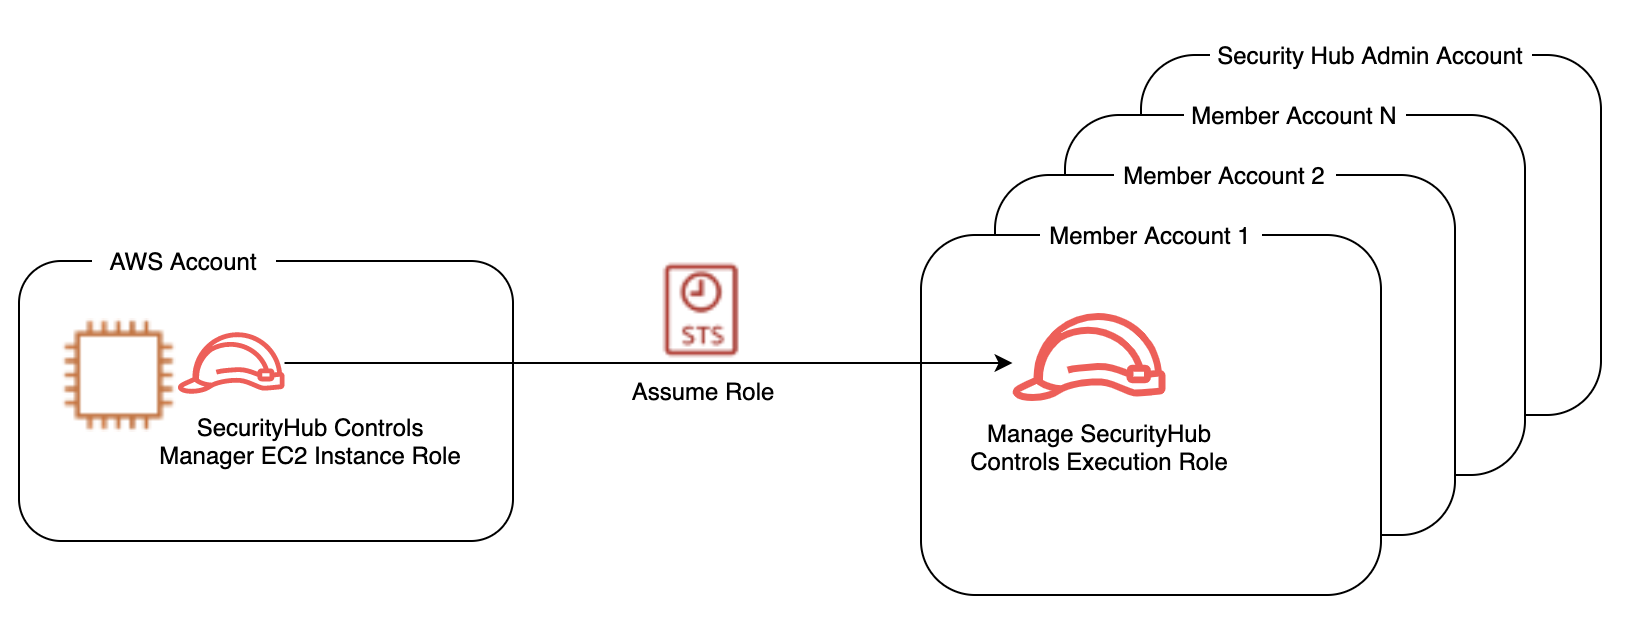 Security Hub Admin Account
Member Account N
Member Account 2
Member Account 1
AWS Account
STS
Assume Role
SecurityHub Controls
Manager EC2 Instance Role
Manage SecurityHub
Controls Execution Role